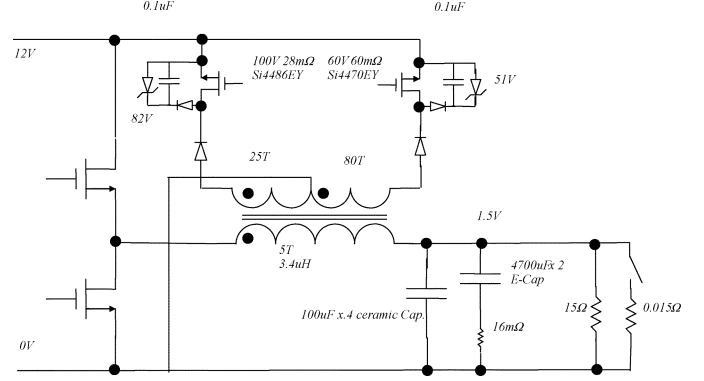 0.1uF
0.1uF
12V
100V 28mΩ
Si4486EY
60V 60mΩ
Si4470EY
51V
82V
25T
80T
1.5V
5T
3.4uH
4700uFx 2
E-Cap
100uF x.4 ceramic Cap.
15Ω
0.015Ω
16mΩ
0V